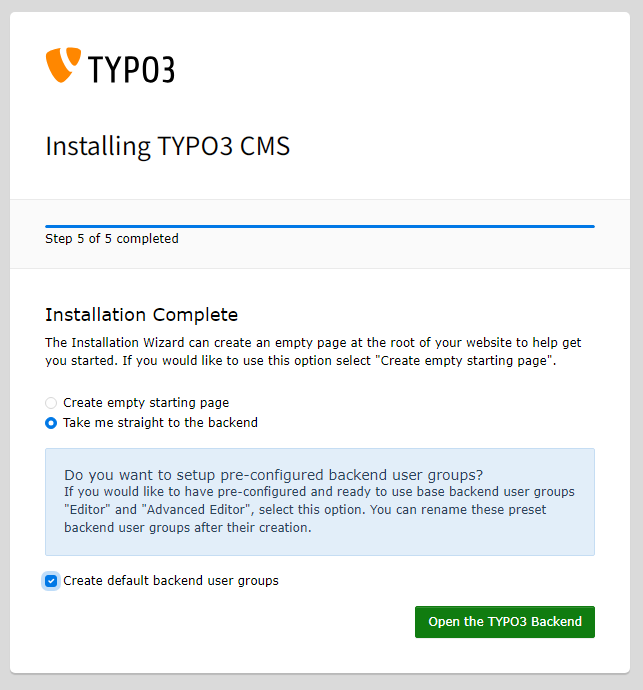 TYPO3
Installing TYPO3 CMS
Step 5 of 5 completed
Installation Complete
The Installation Wizard can create an empty page at the root of your website to help get
you started. If you would like to use this option select "Create empty starting page".
Create empty starting page
Take me straight to the backend
Do you want to setup pre-configured backend user groups?
If you would like to have pre-configured and ready to use base backend user groups
"Editor" and "Advanced Editor", select this option. You can rename these preset
backend user groups after their creation.
Create default backend user groups
Open the TYPO3 Backend